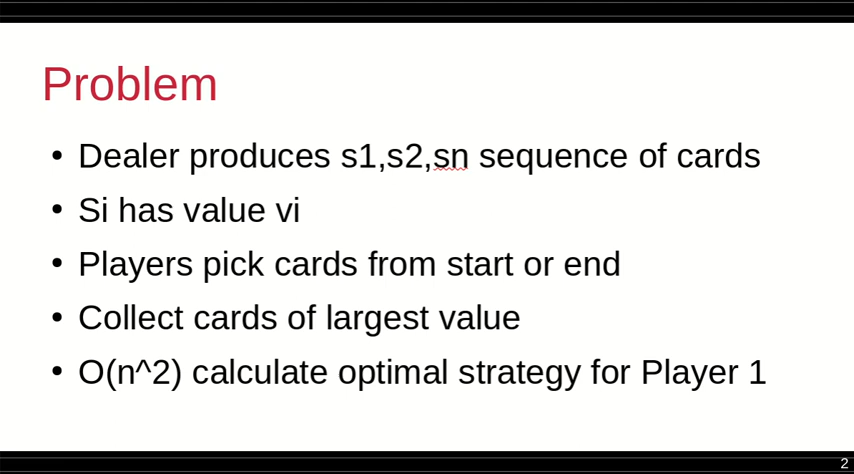 Problem
• Dealer produces s1,s2,sn sequence of cards
• Si has value vi
• Players pick cards from start or end
• Collect cards of largest value
• O(n^2) calculate optimal strategy for Player 1
2